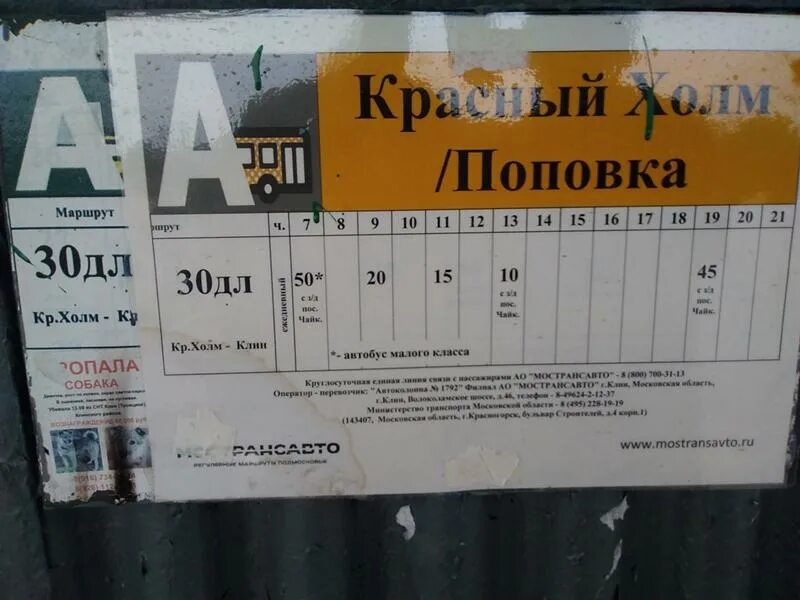 А
Маршрут
30дл
Кр.Холм -
РОПАЛА
СОБАКА
А
Красный Холм
/Поповка
ч. 7 8 9 10 11 12 13 14 15 16 17 18 19 20 21
30дл
Кр.Холм - Клин
ежедневный
50* 20 15 10 45
с з/д с з/д с з/д
пос. пос. пос.
Чайк. Чайк. Чайк.
*- автобус малого класса
Круглосуточная единая линия связи с пассажирами АО "МОСТРАНСАВТО" - 8 (800) 700-31-13
Оператор - перевозчик: "Автоколонна № 1792" Филиал АО "МОСТРАНСАВТО" г.Клин, Московская область,
г.Клин, Волоколамское шоссе, д.46, телефон - 8-49624-2-12-37
Министерство транспорта Московской области - 8 (495) 228-19-19
(143407, Московская область, г.Красногорск, бульвар Строителей, д.4 корп.1)
МОСТРАНСАВТО
РЕГУЛЯРНЫЕ МАРШРУТЫ ПОДМОСКОВЬЯ
www.mostransavto.ru